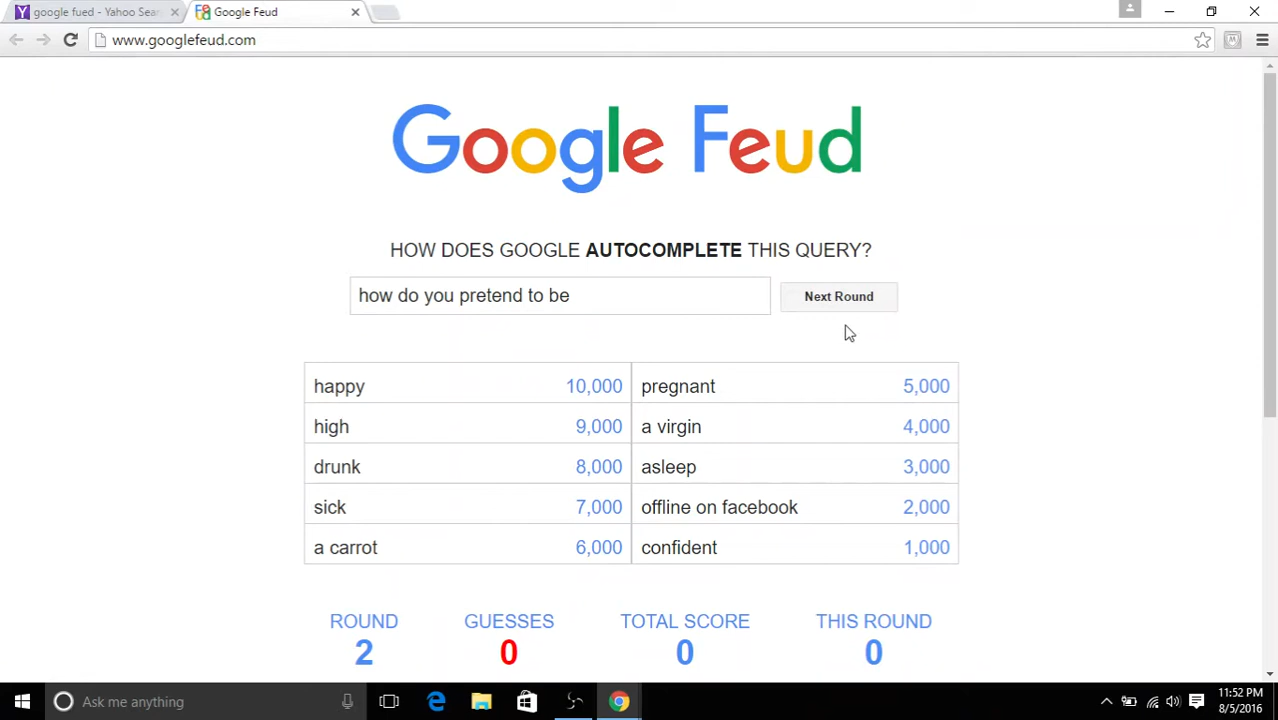 google fued - Yahoo Sear
Google Feud
www.googlefeud.com
Google Feud
HOW DOES GOOGLE AUTOCOMPLETE THIS QUERY?
how do you pretend to be
Next Round
happy 10,000 pregnant 5,000
high 9,000 a virgin 4,000
drunk 8,000 asleep 3,000
sick 7,000 offline on facebook 2,000
a carrot 6,000 confident 1,000
ROUND GUESSES TOTAL SCORE THIS ROUND
2 0 0 0
Ask me anything
11:52 PM
8/5/2016